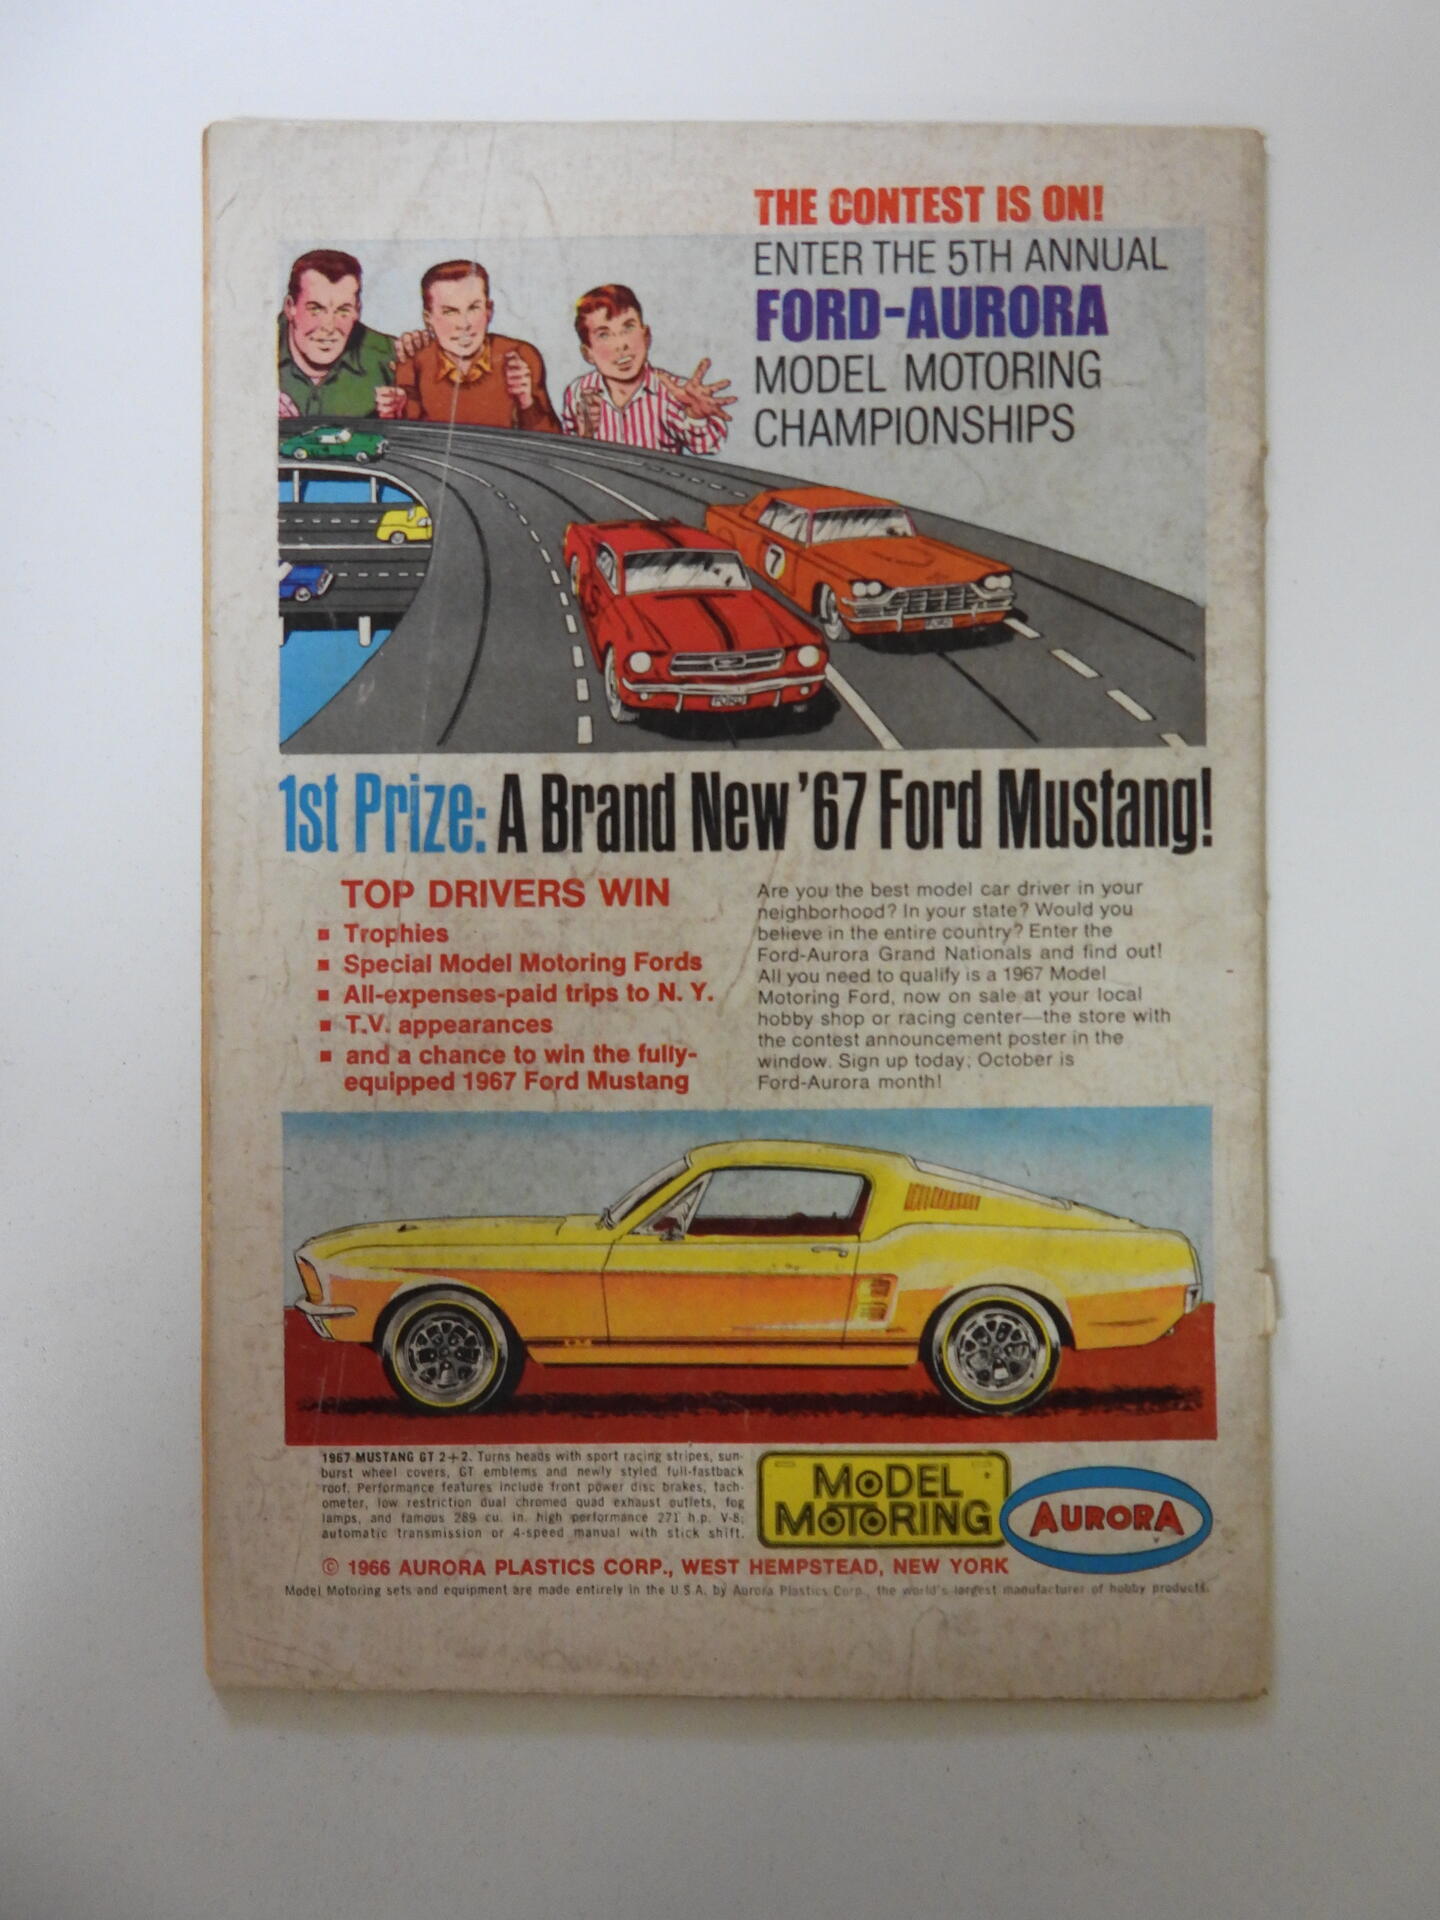 THE CONTEST IS ON!
ENTER THE 5TH ANNUAL
FORD-AURORA
MODEL MOTORING
CHAMPIONSHIPS
7
FORD
FORD
1st Prize: A Brand New '67 Ford Mustang!
TOP DRIVERS WIN
▪ Trophies
▪ Special Model Motoring Fords
▪ All-expenses-paid trips to N. Y.
▪ T.V. appearances
▪ and a chance to win the fully-
equipped 1967 Ford Mustang
Are you the best model car driver in your
neighborhood? In your state? Would you
believe in the entire country? Enter the
Ford-Aurora Grand Nationals and find out!
All you need to qualify is a 1967 Model
Motoring Ford, now on sale at your local
hobby shop or racing center—the store with
the contest announcement poster in the
window. Sign up today; October is
Ford-Aurora month!
1967 MUSTANG GT 2+2. Turns heads with sport racing stripes, sun-
burst wheel covers, GT emblems and newly styled full-fastback
roof. Performance features include front power disc brakes, tach-
ometer, low restriction dual chromed quad exhaust outlets, fog
lamps, and famous 289 cu. in. high performance 271 h.p. V-8;
automatic transmission or 4-speed manual with stick shift.
MODEL
MOTORING
AURORA
© 1966 AURORA PLASTICS CORP., WEST HEMPSTEAD, NEW YORK
Model Motoring sets and equipment are made entirely in the U.S.A. by Aurora Plastics Corp., the world's largest manufacturer of hobby products.